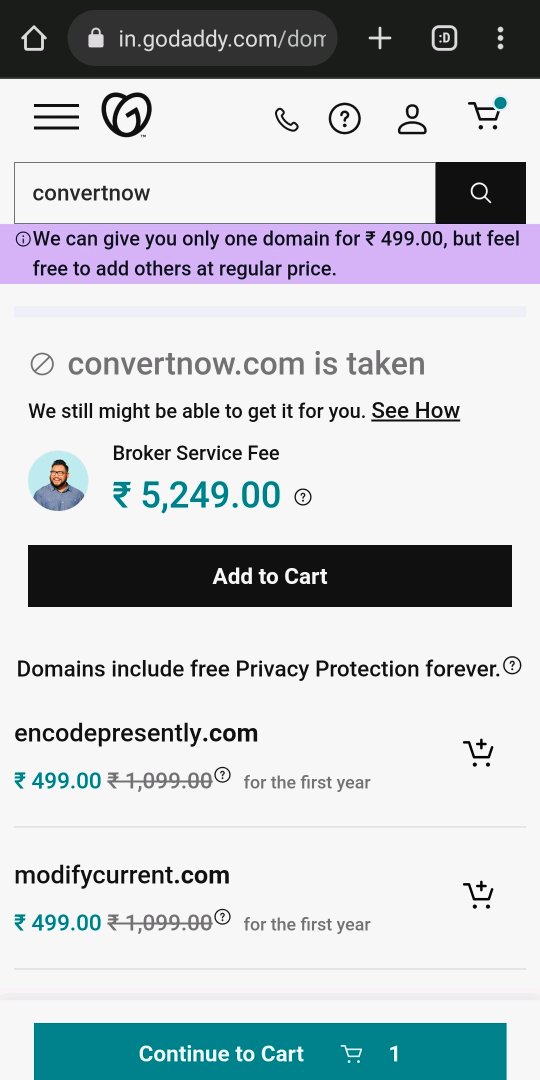 in.godaddy.com/dom
:D
convertnow
We can give you only one domain for ₹ 499.00, but feel
free to add others at regular price.
convertnow.com is taken
We still might be able to get it for you. See How
Broker Service Fee
₹ 5,249.00
Add to Cart
Domains include free Privacy Protection forever.
encodepresently.com
₹ 499.00 ₹ 1,099.00 for the first year
modifycurrent.com
₹ 499.00 ₹ 1,099.00 for the first year
Continue to Cart 1